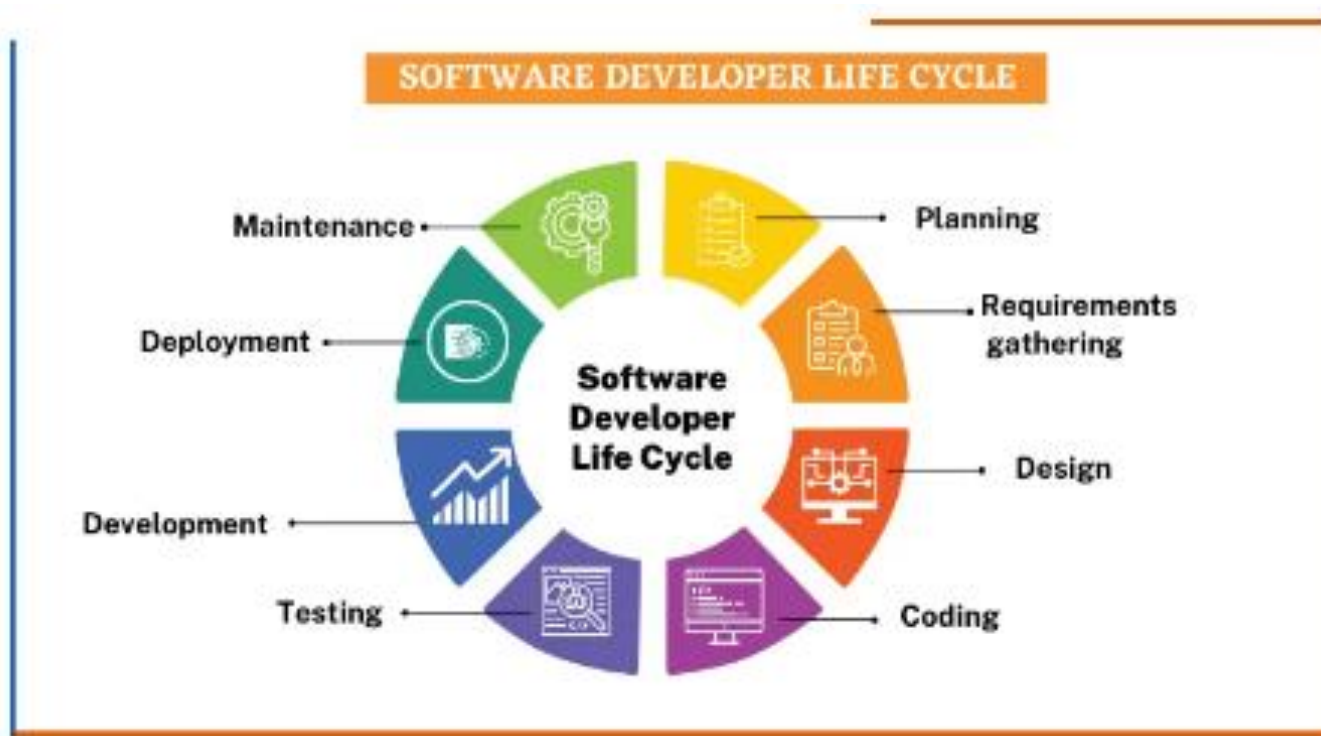 SOFTWARE DEVELOPER LIFE CYCLE
Maintenance
Planning
Requirements
gathering
Deployment
Software
Developer
Life Cycle
Design
Development
Testing
Coding